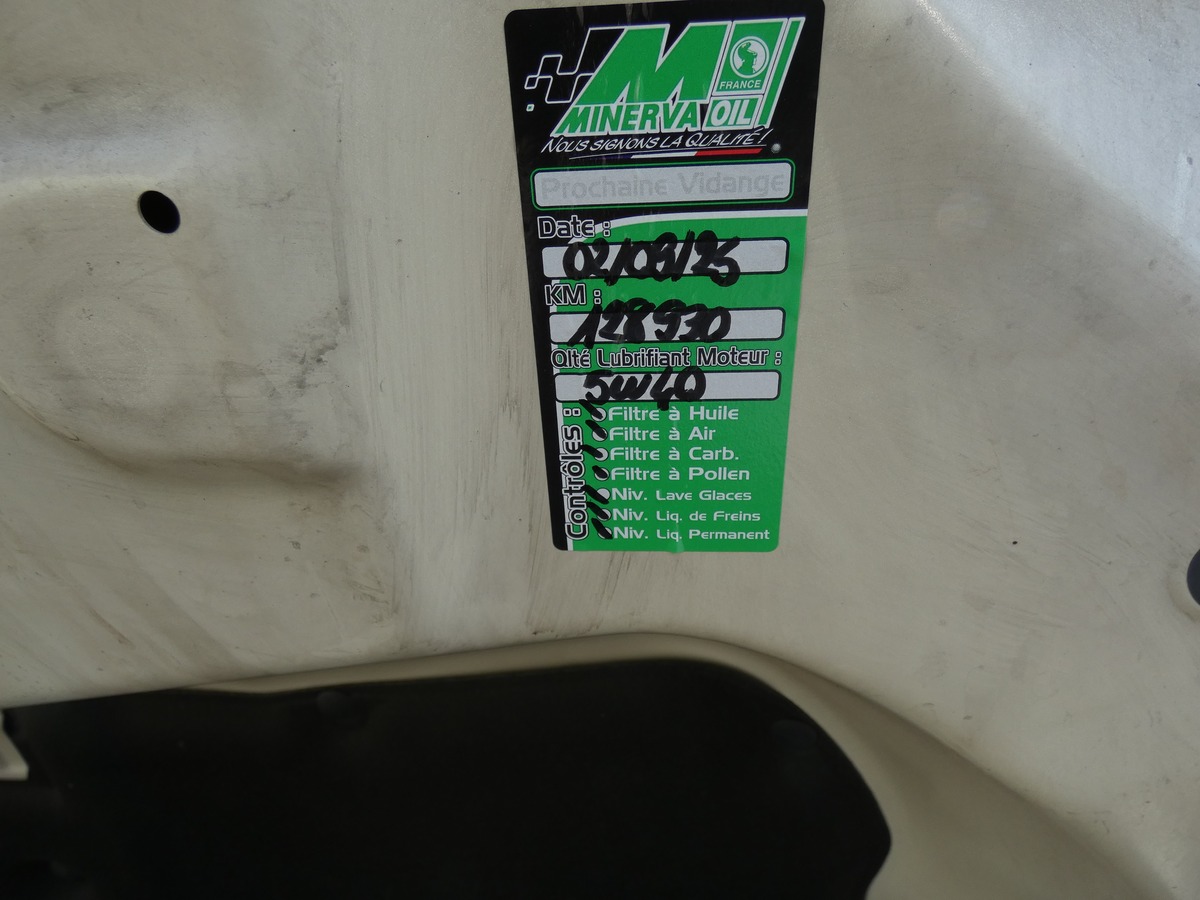 M
FRANCE
MINERVA OIL
NOUS SIGNONS LA QUALITÉ !
Prochaine Vidange
Date :
02/09/25
KM :
128930
Qlté Lubrifiant Moteur :
5W40
Contrôles :
Filtre à Huile
Filtre à Air
Filtre à Carb.
Filtre à Pollen
Niv. Lave Glaces
Niv. Liq. de Freins
Niv. Liq. Permanent